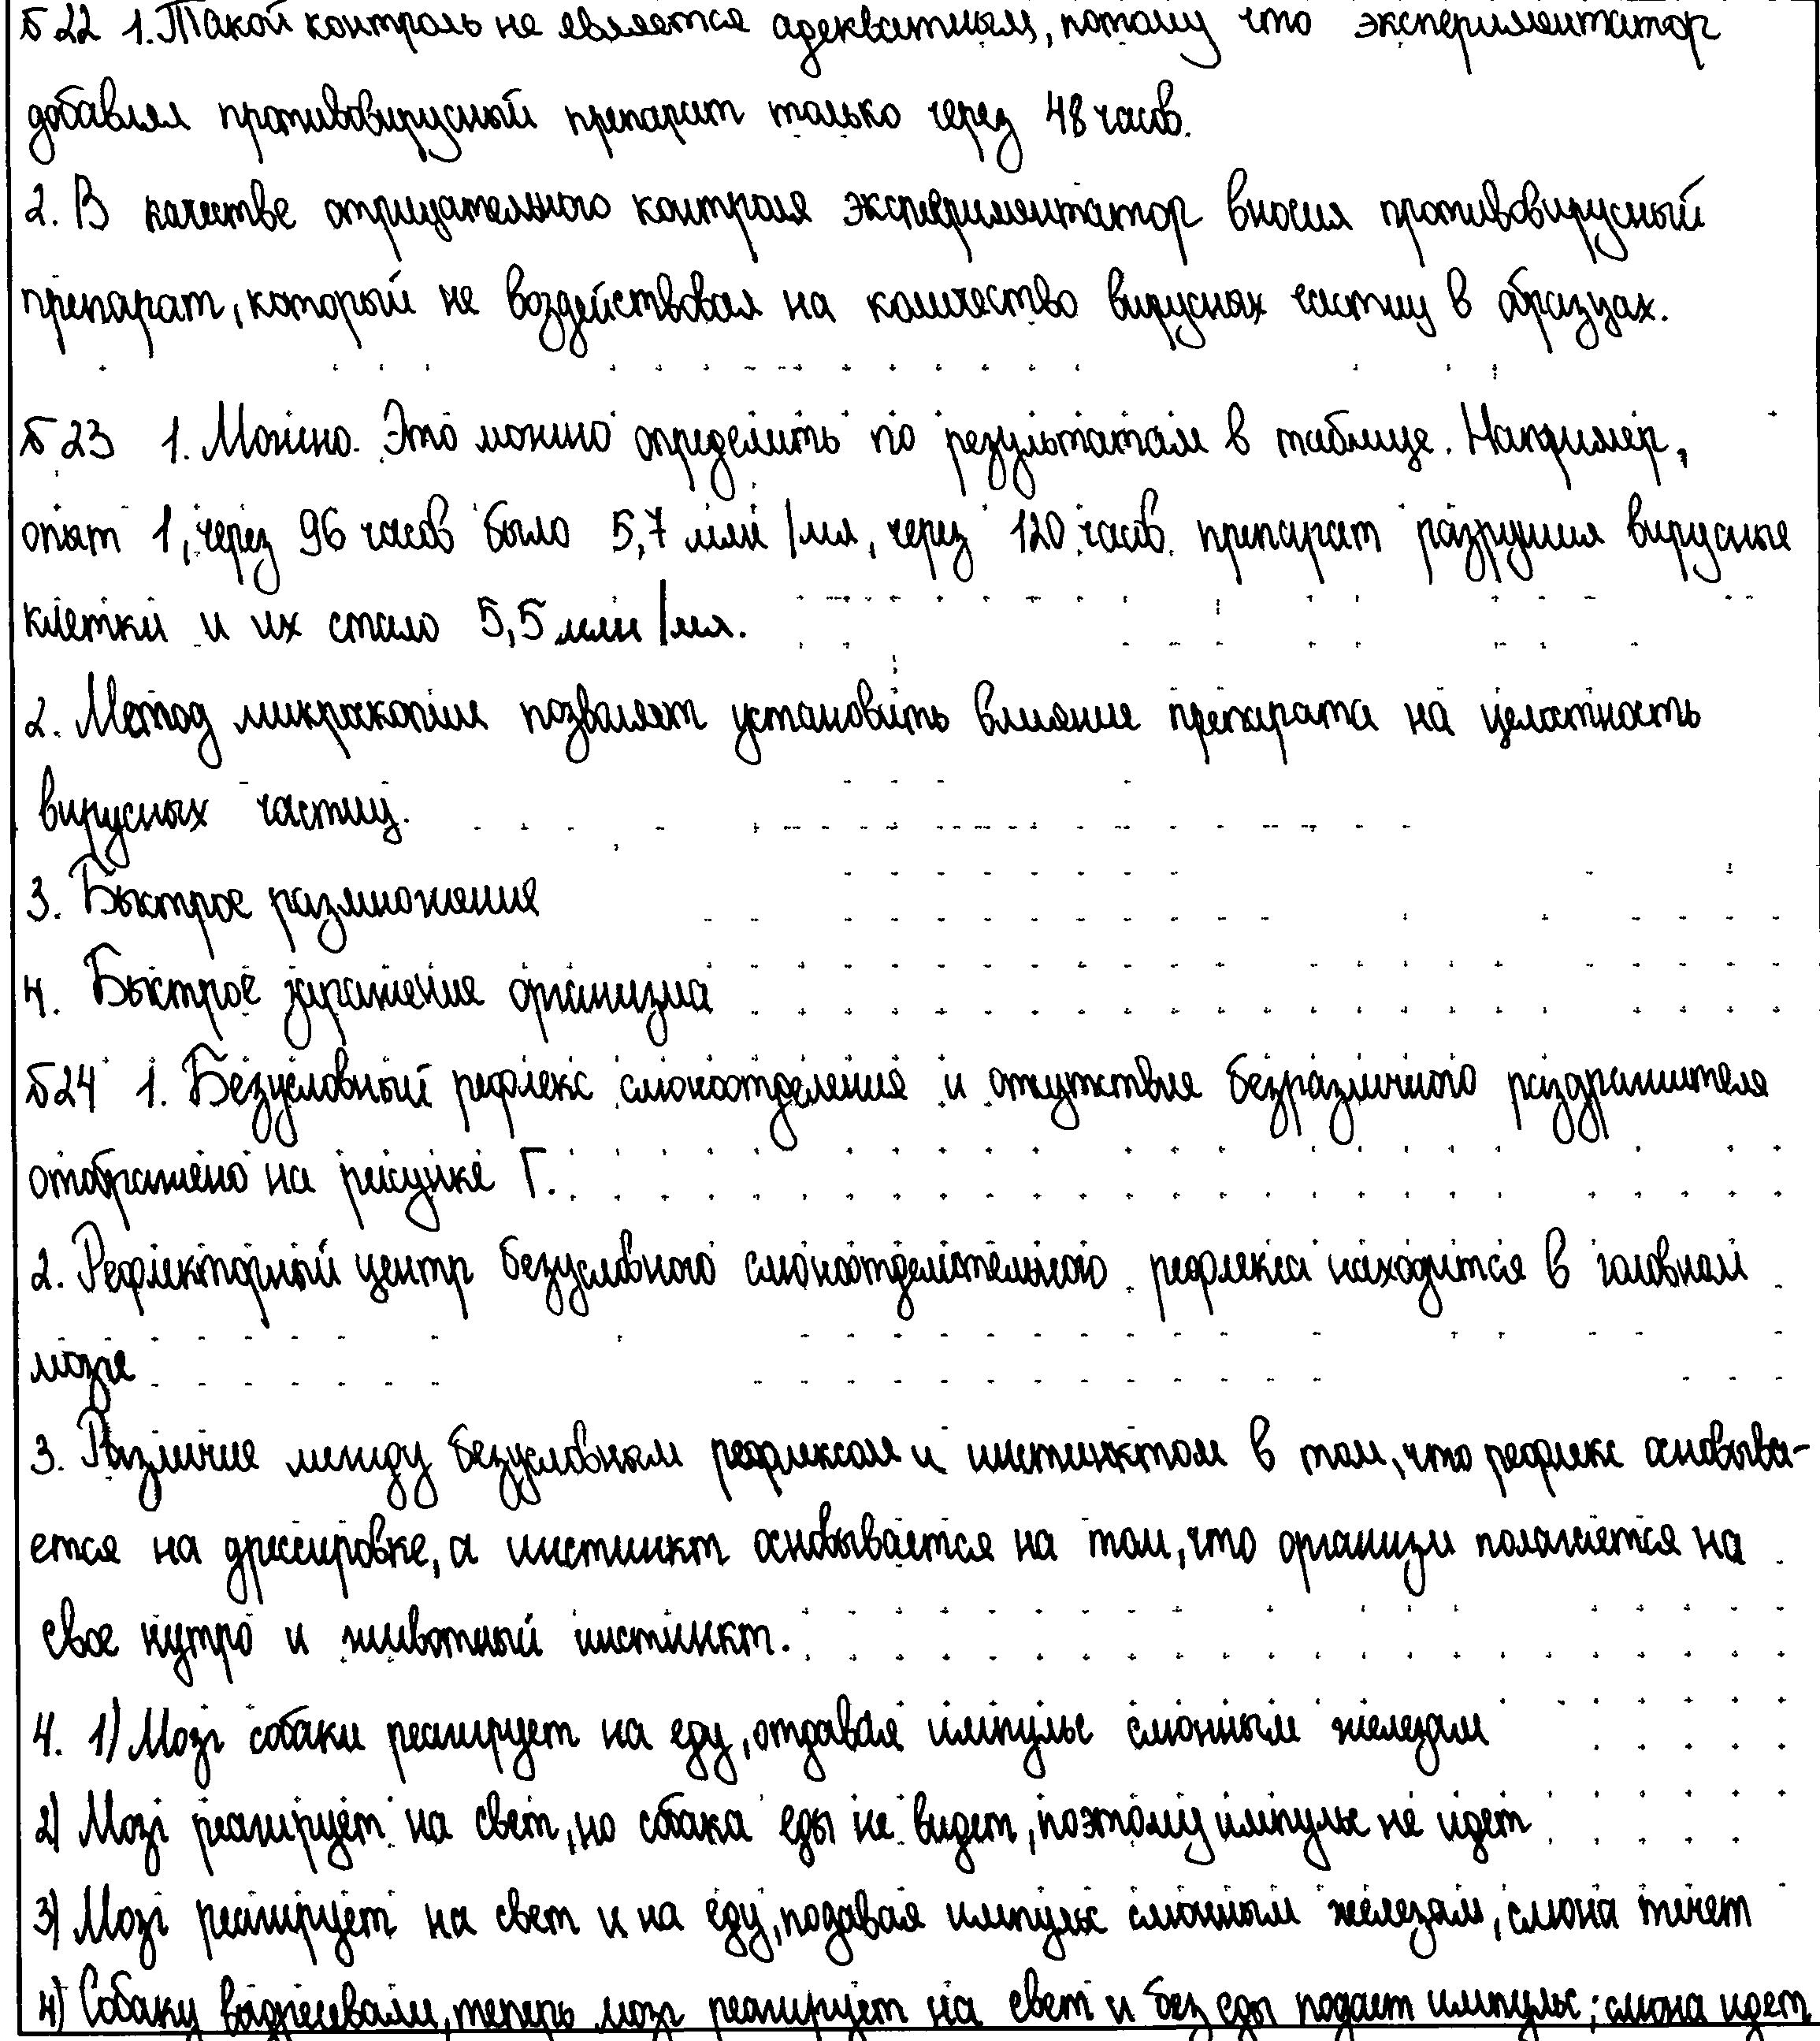 №22 1. Такой контроль не является адекватным, потому что экспериментатор
добавлял противовирусный препарат только через 48 часов.
2. В качестве отрицательного контроля экспериментатор вносил противовирусный
препарат, который не воздействовал на количество вирусных частиц в образцах.
№23 1. Можно. Это можно определить по результатам в таблице. Например,
опыт 1, через 96 часов было 5,7 млн/мл, через 120 часов препарат разрушил вирусные
клетки и их стало 5,5 млн/мл.
2. Метод микроскопии позволяет установить влияние препарата на целостность
вирусных частиц.
3. Быстрое размножение
4. Быстрое заражение организма
№24 1. Безусловный рефлекс слюноотделения и отсутствие безразличного раздражителя
отображено на рисунке Г.
2. Рефлекторный центр безусловного слюноотделительного рефлекса находится в головном
мозге
3. Различие между безусловным рефлексом и инстинктом в том, что рефлекс основыва-
ется на дрессировке, а инстинкт основывается на том, что организм полагается на
свое нутро и животный инстинкт.
4. 1) Мозг собаки реагирует на еду, отдавая импульс слюнным железам
2) Мозг реагирует на свет, но собака еды не видет, поэтому импульс не идет
3) Мозг реагирует на свет и на еду, подавая импульс слюнным железам, слюна течет
4) Собаку выдресевали, теперь мозг реагирует на свет и без еды подает импульс; слюна идет